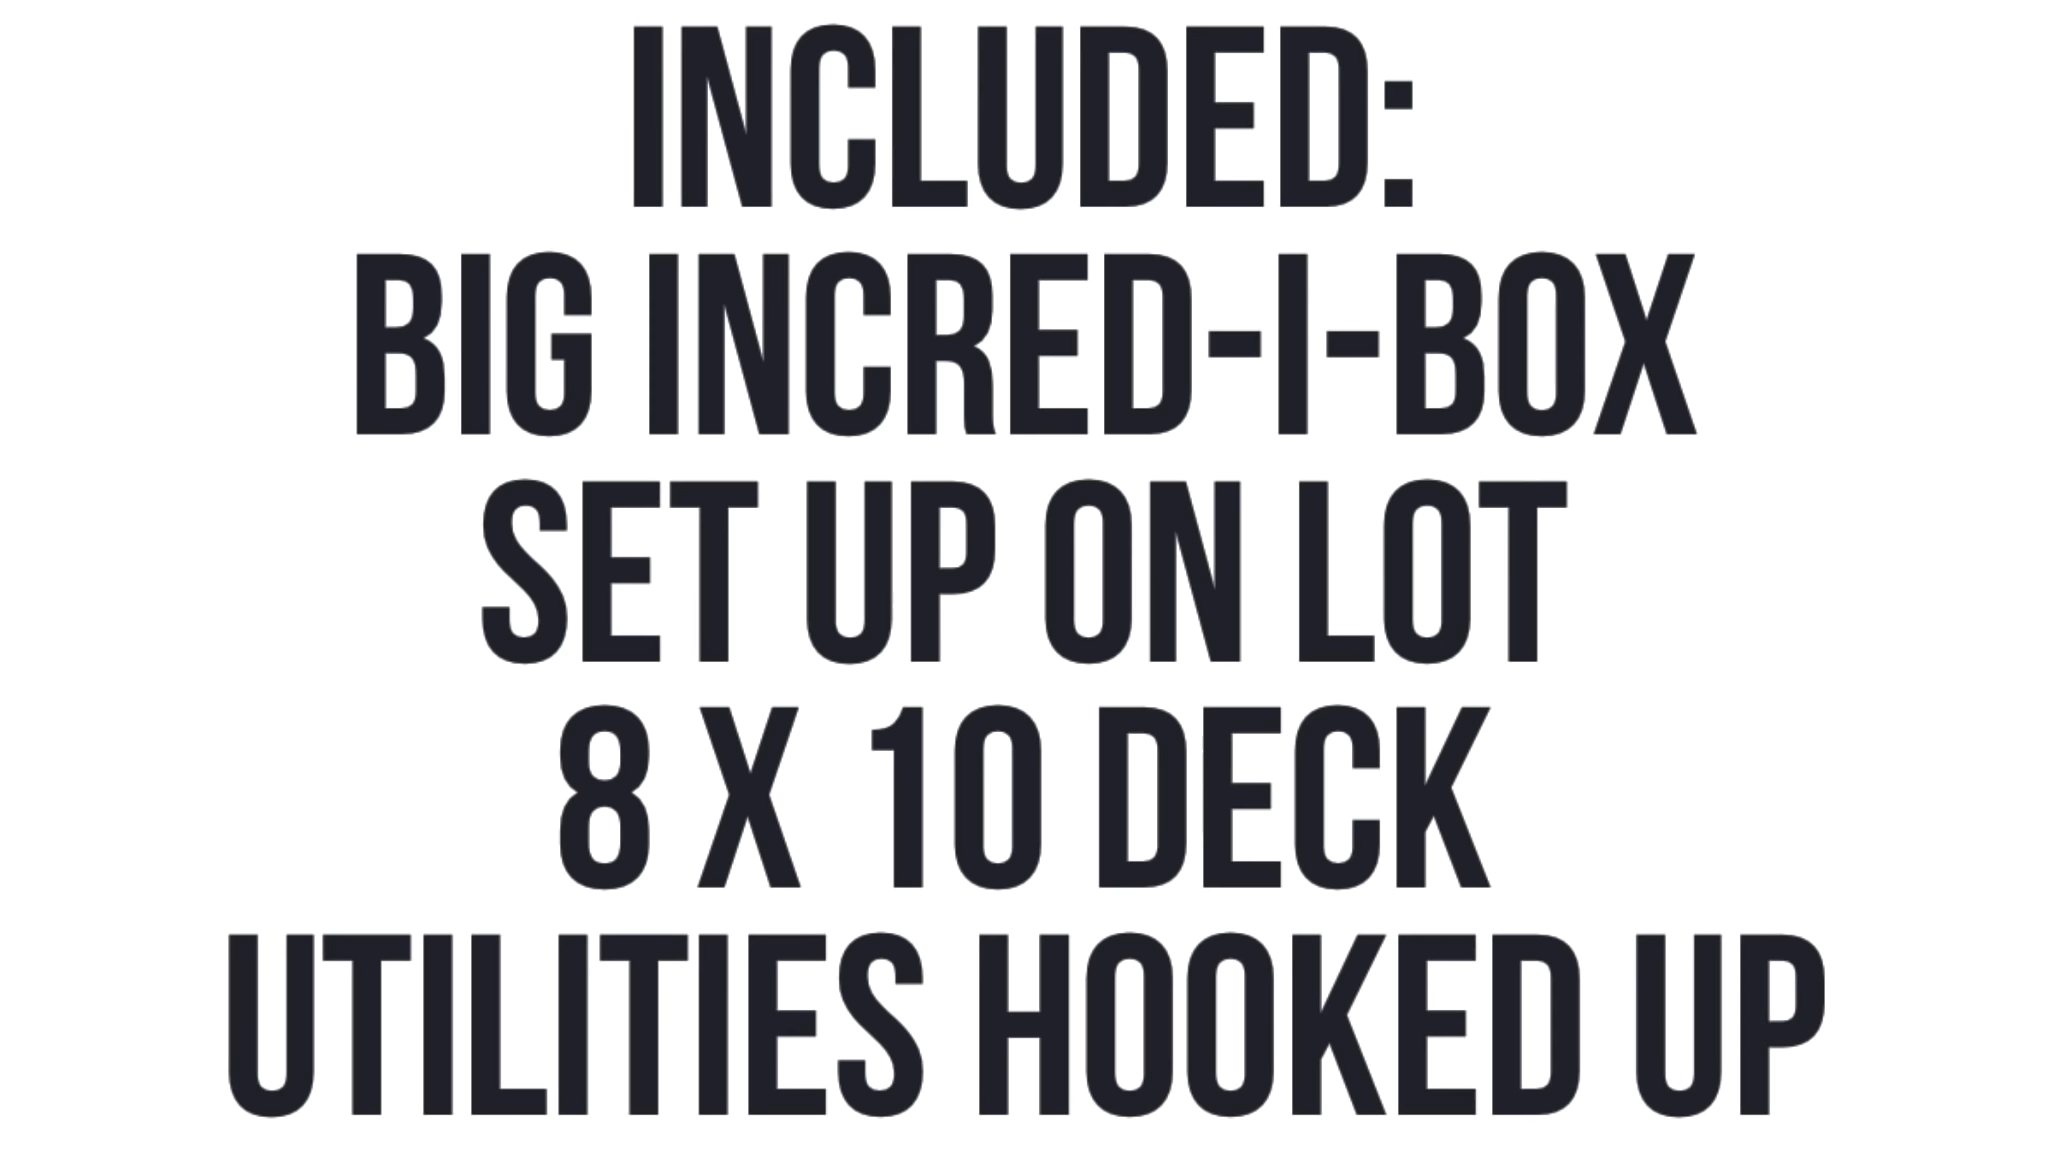 INCLUDED:
BIG INCRED-I-BOX
SET UP ON LOT
8 X 10 DECK
UTILITIES HOOKED UP